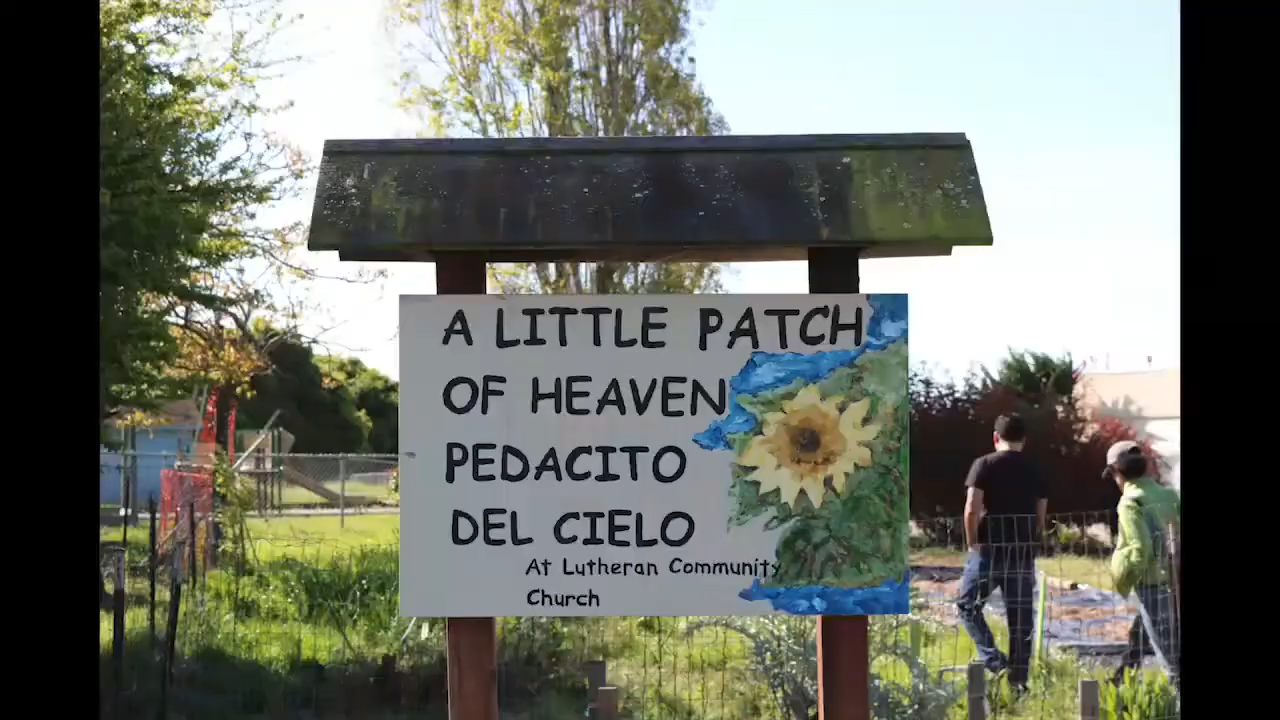 A LITTLE PATCH
OF HEAVEN
PEDACITO
DEL CIELO
At Lutheran Community
Church